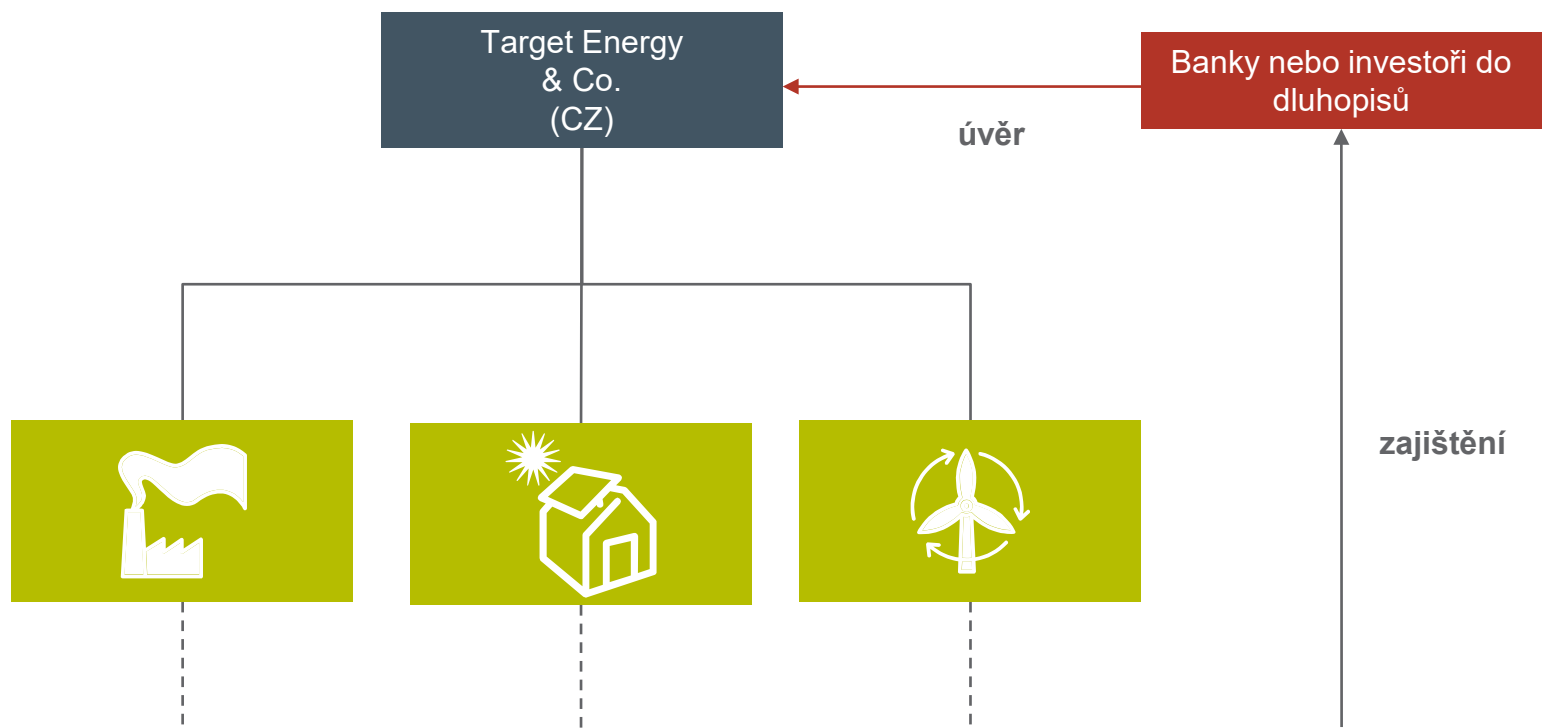 Target Energy
& Co.
(CZ)
Banky nebo investoři do
dluhopisů
úvěr
zajištění